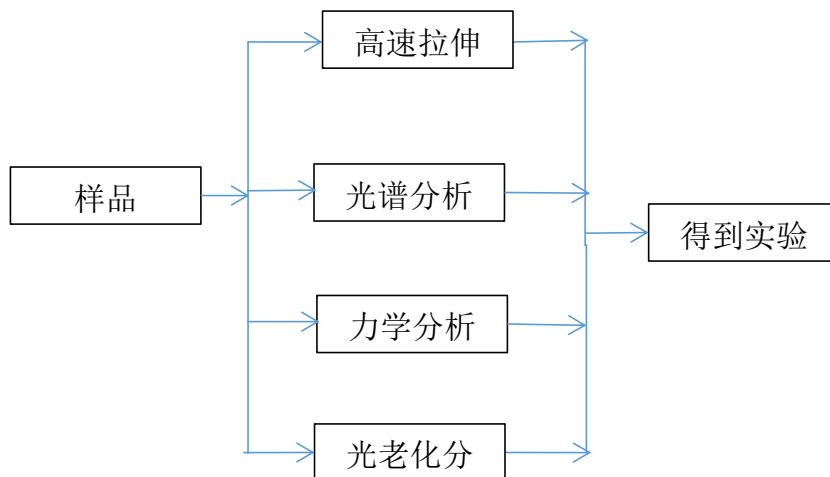 高速拉伸
样品
光谱分析
得到实验
力学分析
光老化分